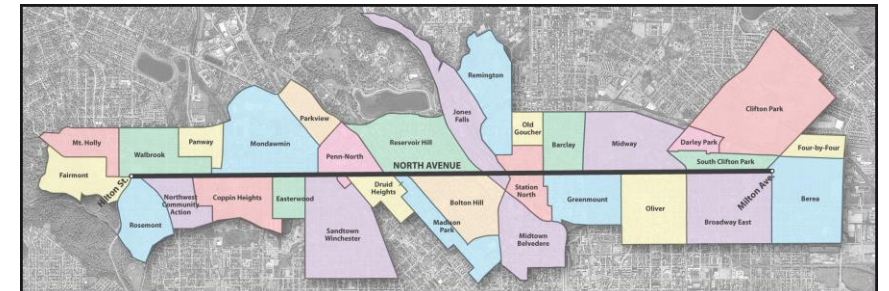 Remington
Clifton Park
Jones
Falls
Parkview
Old
Goucher
Mt. Holly
Walbrook
Panway
Mondawmin
Reservoir Hill
Barclay
Midway
Darley Park
Four-by-Four
Penn-North
NORTH AVENUE
South Clifton Park
Fairmont
Hilton St.
Druid
Heights
Station
North
Milton Ave.
Northwest
Community
Action
Coppin Heights
Easterwood
Bolton Hill
Greenmount
Oliver
Berea
Rosemont
Sandtown
Winchester
Madison
Park
Midtown
Belvedere
Broadway East